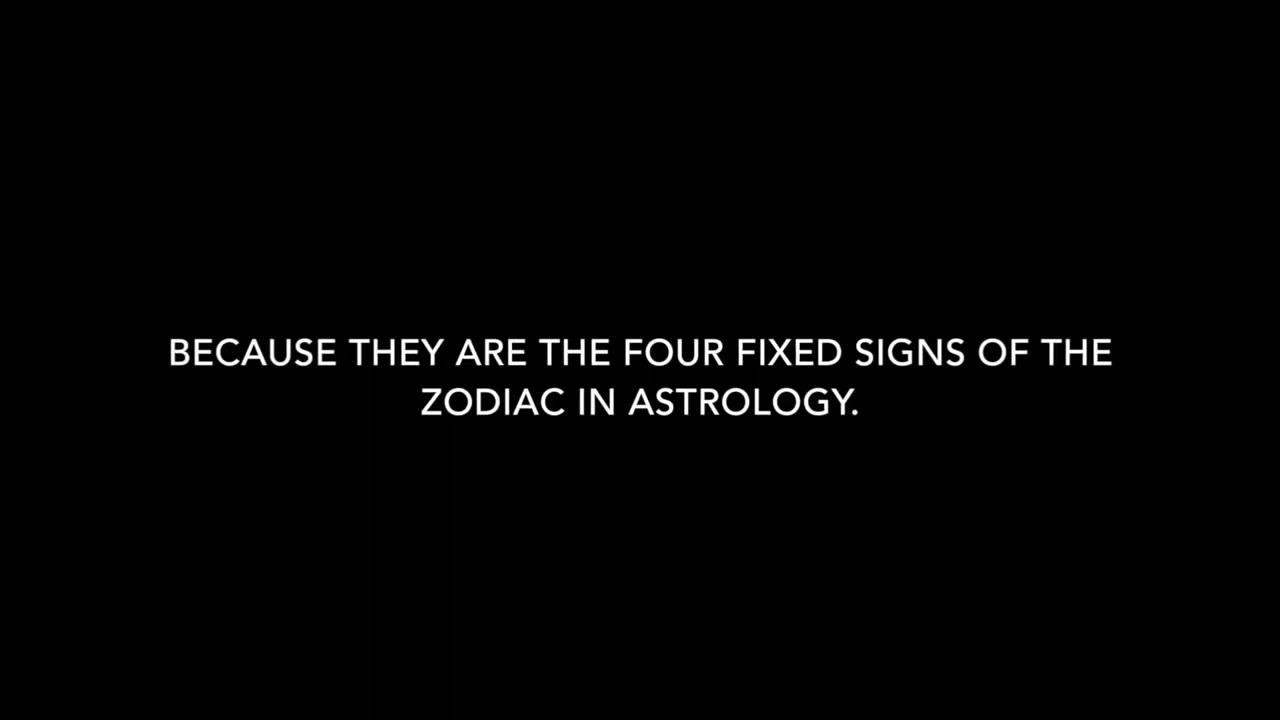 BECAUSE THEY ARE THE FOUR FIXED SIGNS OF THE
ZODIAC IN ASTROLOGY.